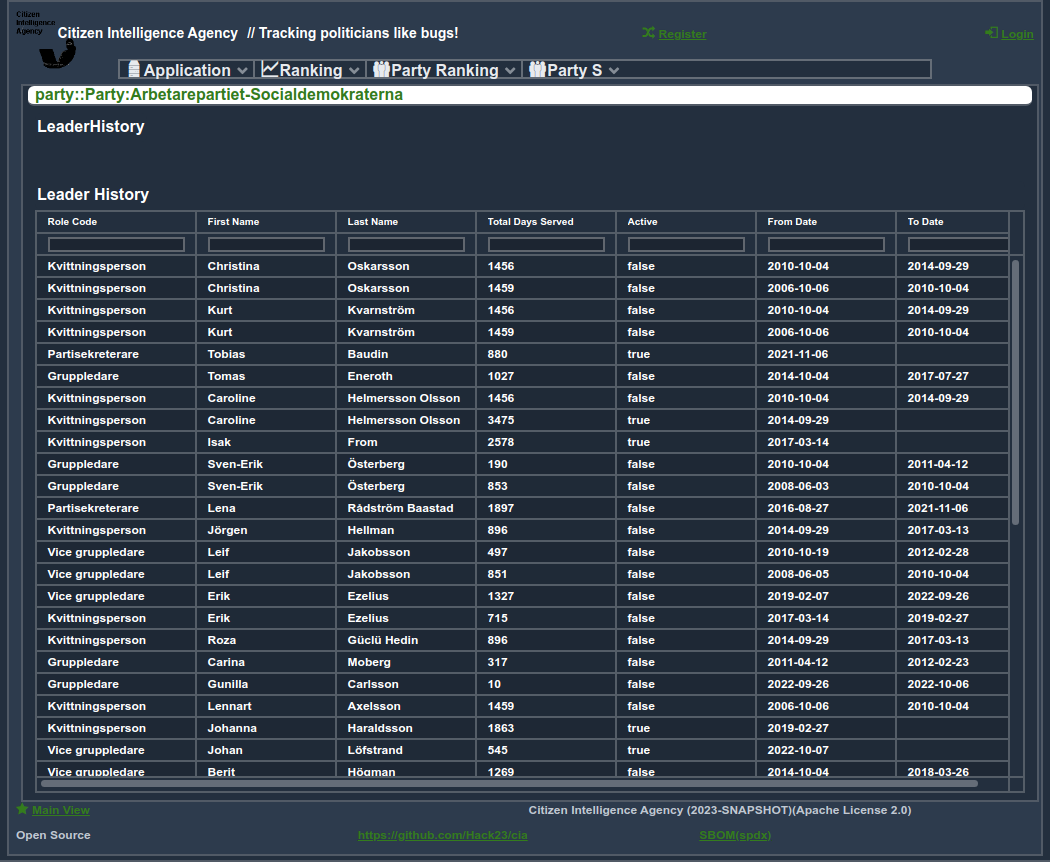 Citizen
Intelligence
Agency
Citizen Intelligence Agency // Tracking politicians like bugs!
Register
Login
Application Ranking Party Ranking Party S
party::Party:Arbetarepartiet-Socialdemokraterna
LeaderHistory
Leader History
Role Code First Name Last Name Total Days Served Active From Date To Date
Kvittningsperson Christina Oskarsson 1456 false 2010-10-04 2014-09-29
Kvittningsperson Christina Oskarsson 1459 false 2006-10-06 2010-10-04
Kvittningsperson Kurt Kvarnström 1456 false 2010-10-04 2014-09-29
Kvittningsperson Kurt Kvarnström 1459 false 2006-10-06 2010-10-04
Partisekreterare Tobias Baudin 880 true 2021-11-06
Gruppledare Tomas Eneroth 1027 false 2014-10-04 2017-07-27
Kvittningsperson Caroline Helmersson Olsson 1456 false 2010-10-04 2014-09-29
Kvittningsperson Caroline Helmersson Olsson 3475 true 2014-09-29
Kvittningsperson Isak From 2578 true 2017-03-14
Gruppledare Sven-Erik Österberg 190 false 2010-10-04 2011-04-12
Gruppledare Sven-Erik Österberg 853 false 2008-06-03 2010-10-04
Partisekreterare Lena Rådström Baastad 1897 false 2016-08-27 2021-11-06
Kvittningsperson Jörgen Hellman 896 false 2014-09-29 2017-03-13
Vice gruppledare Leif Jakobsson 497 false 2010-10-19 2012-02-28
Vice gruppledare Leif Jakobsson 851 false 2008-06-05 2010-10-04
Vice gruppledare Erik Ezelius 1327 false 2019-02-07 2022-09-26
Kvittningsperson Erik Ezelius 715 false 2017-03-14 2019-02-27
Kvittningsperson Roza Güclü Hedin 896 false 2014-09-29 2017-03-13
Gruppledare Carina Moberg 317 false 2011-04-12 2012-02-23
Gruppledare Gunilla Carlsson 10 false 2022-09-26 2022-10-06
Kvittningsperson Lennart Axelsson 1459 false 2006-10-06 2010-10-04
Kvittningsperson Johanna Haraldsson 1863 true 2019-02-27
Vice gruppledare Johan Löfstrand 545 true 2022-10-07
Vice gruppledare Berit Högman 1269 false 2014-10-04 2018-03-26
Main View Citizen Intelligence Agency (2023-SNAPSHOT)(Apache License 2.0)
Open Source https://github.com/Hack23/cia SBOM(spdx)